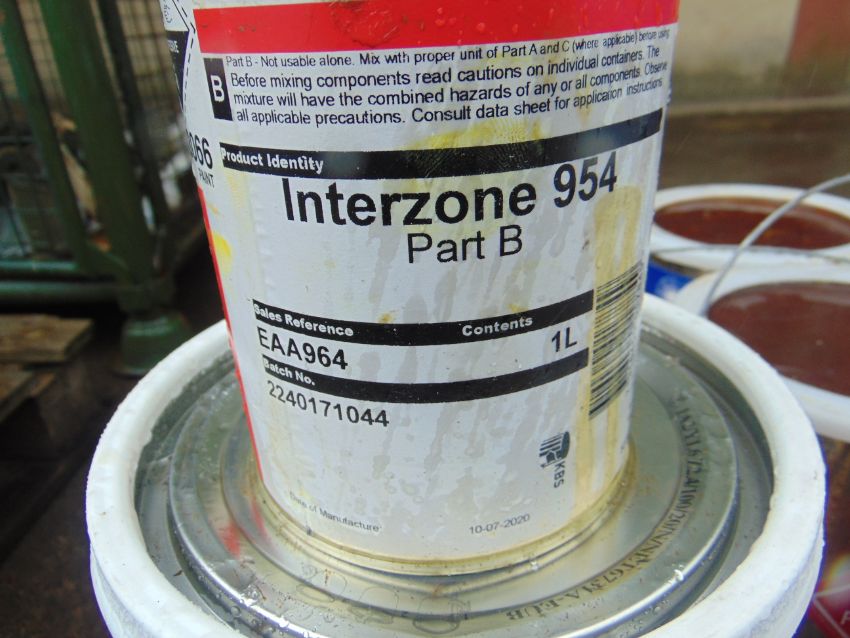 Part B - Not usable alone. Mix with proper unit of Part A and C (where applicable) before using
B
Before mixing components read cautions on individual containers. The
mixture will have the combined hazards of any or all components. Observe
all applicable precautions. Consult data sheet for application instructions
366
PAINT
Product Identity
Interzone 954
Part B
Sales Reference Contents
EAA964 1L
Batch No.
2240171044
KBS
Date of Manufacture 10-07-2020